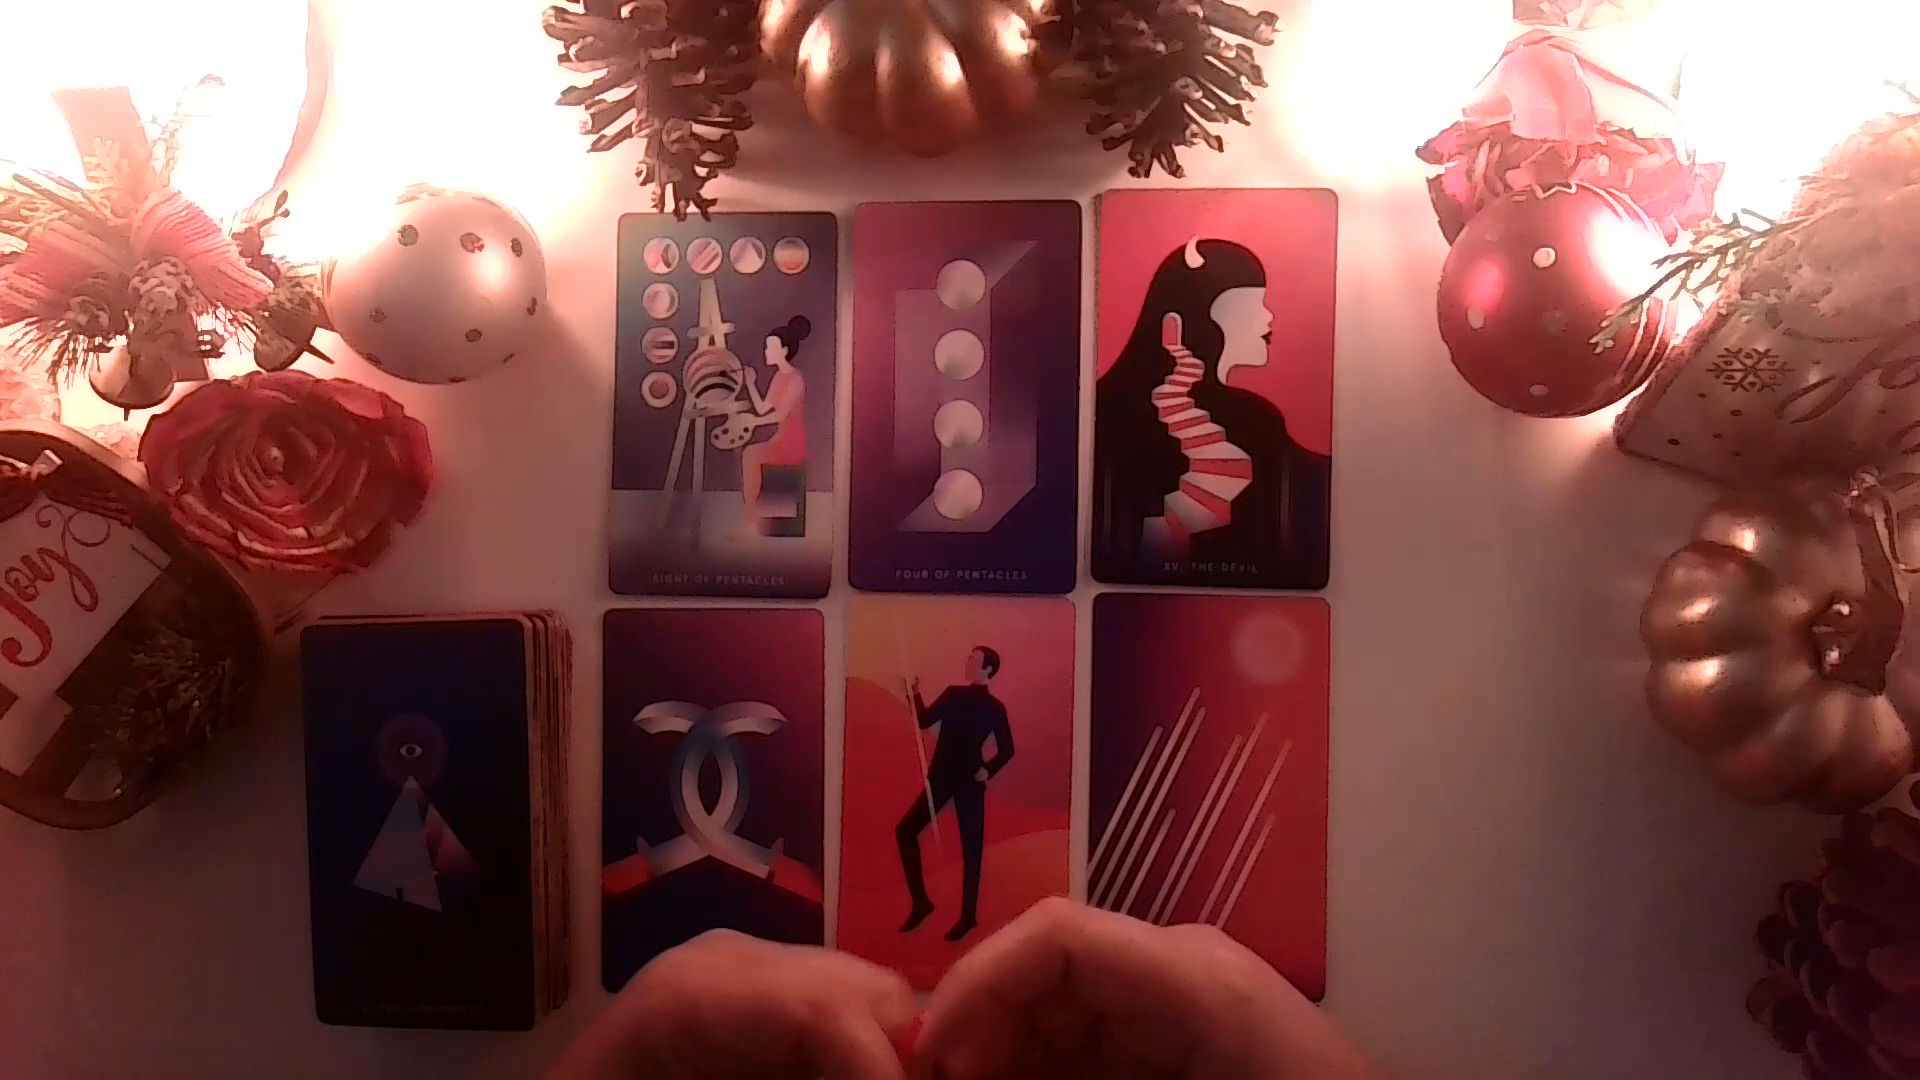 EIGHT OF PENTACLES
FOUR OF PENTACLES
XV. THE DEVIL
Joy